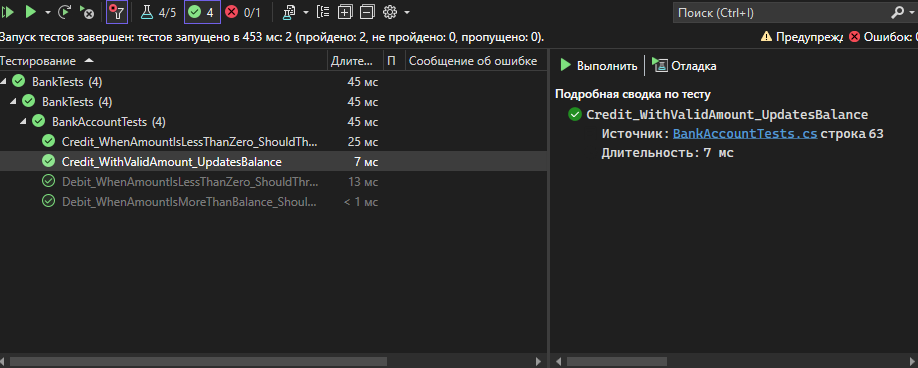 4/5 4 0/1 Поиск (Ctrl+I)
Запуск тестов завершен: тестов запущено в 453 мс: 2 (пройдено: 2, не пройдено: 0, пропущено: 0). Предупрежд Ошибок: 0
Тестирование Длите... П Сообщение об ошибке
BankTests (4) 45 мс
BankTests (4) 45 мс
BankAccountTests (4) 45 мс
Credit_WhenAmountIsLessThanZero_ShouldTh... 25 мс
Credit_WithValidAmount_UpdatesBalance 7 мс
Debit_WhenAmountIsLessThanZero_ShouldThr... 13 мс
Debit_WhenAmountIsMoreThanBalance_Shoul... < 1 мс
Выполнить Отладка
Подробная сводка по тесту
Credit_WithValidAmount_UpdatesBalance
Источник: BankAccountTests.cs строка 63
Длительность: 7 мс